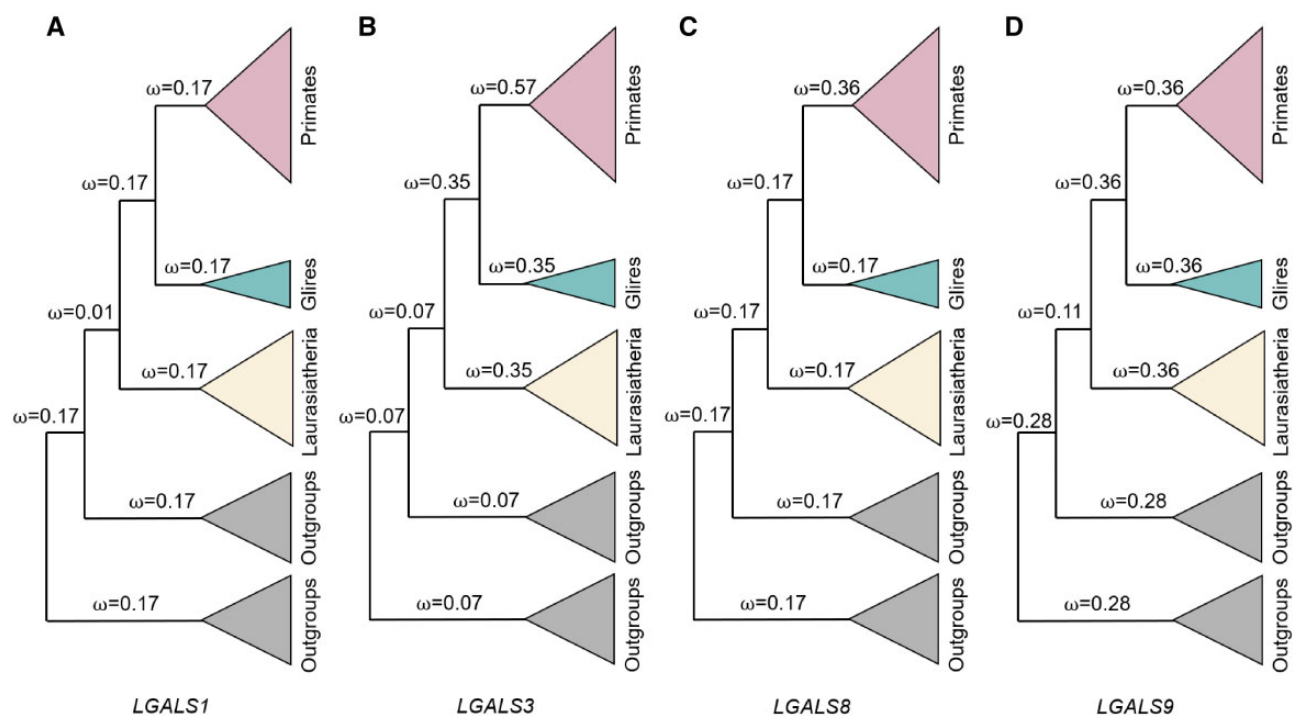 A
ω=0.17
Primates
ω=0.17
ω=0.17
Glires
ω=0.01
ω=0.17
Laurasiatheria
ω=0.17
ω=0.17
Outgroups
ω=0.17
Outgroups
LGALS1
B
ω=0.57
Primates
ω=0.35
ω=0.35
Glires
ω=0.07
ω=0.35
Laurasiatheria
ω=0.07
ω=0.07
Outgroups
ω=0.07
Outgroups
LGALS3
C
ω=0.36
Primates
ω=0.17
ω=0.17
Glires
ω=0.17
ω=0.17
Laurasiatheria
ω=0.17
ω=0.17
Outgroups
ω=0.17
Outgroups
LGALS8
D
ω=0.36
Primates
ω=0.36
ω=0.36
Glires
ω=0.11
ω=0.36
Laurasiatheria
ω=0.28
ω=0.28
Outgroups
ω=0.28
Outgroups
LGALS9